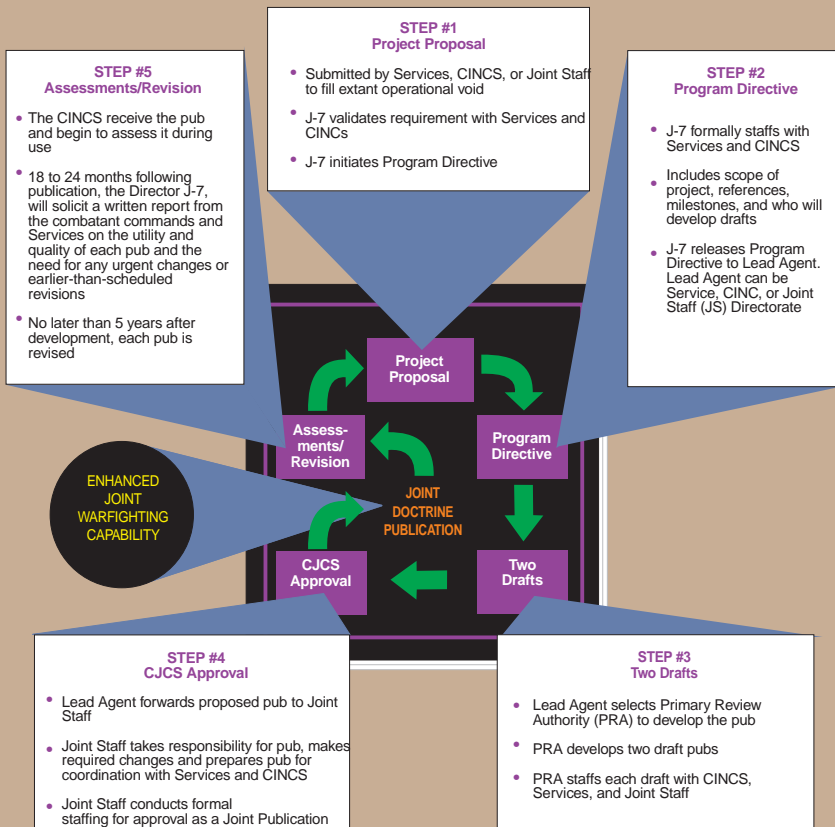 STEP #1
Project Proposal
• Submitted by Services, CINCS, or Joint Staff
to fill extant operational void
• J-7 validates requirement with Services and
CINCs
• J-7 initiates Program Directive
STEP #5
Assessments/Revision
• The CINCS receive the pub
and begin to assess it during
use
• 18 to 24 months following
publication, the Director J-7,
will solicit a written report from
the combatant commands and
Services on the utility and
quality of each pub and the
need for any urgent changes or
earlier-than-scheduled
revisions
• No later than 5 years after
development, each pub is
revised
STEP #2
Program Directive
• J-7 formally staffs with
Services and CINCS
• Includes scope of
project, references,
milestones, and who will
develop drafts
• J-7 releases Program
Directive to Lead Agent.
Lead Agent can be
Service, CINC, or Joint
Staff (JS) Directorate
Project
Proposal
Assess-
ments/
Revision
Program
Directive
ENHANCED
JOINT
WARFIGHTING
CAPABILITY
JOINT
DOCTRINE
PUBLICATION
CJCS
Approval
Two
Drafts
STEP #4
CJCS Approval
• Lead Agent forwards proposed pub to Joint
Staff
• Joint Staff takes responsibility for pub, makes
required changes and prepares pub for
coordination with Services and CINCS
• Joint Staff conducts formal
staffing for approval as a Joint Publication
STEP #3
Two Drafts
• Lead Agent selects Primary Review
Authority (PRA) to develop the pub
• PRA develops two draft pubs
• PRA staffs each draft with CINCS,
Services, and Joint Staff